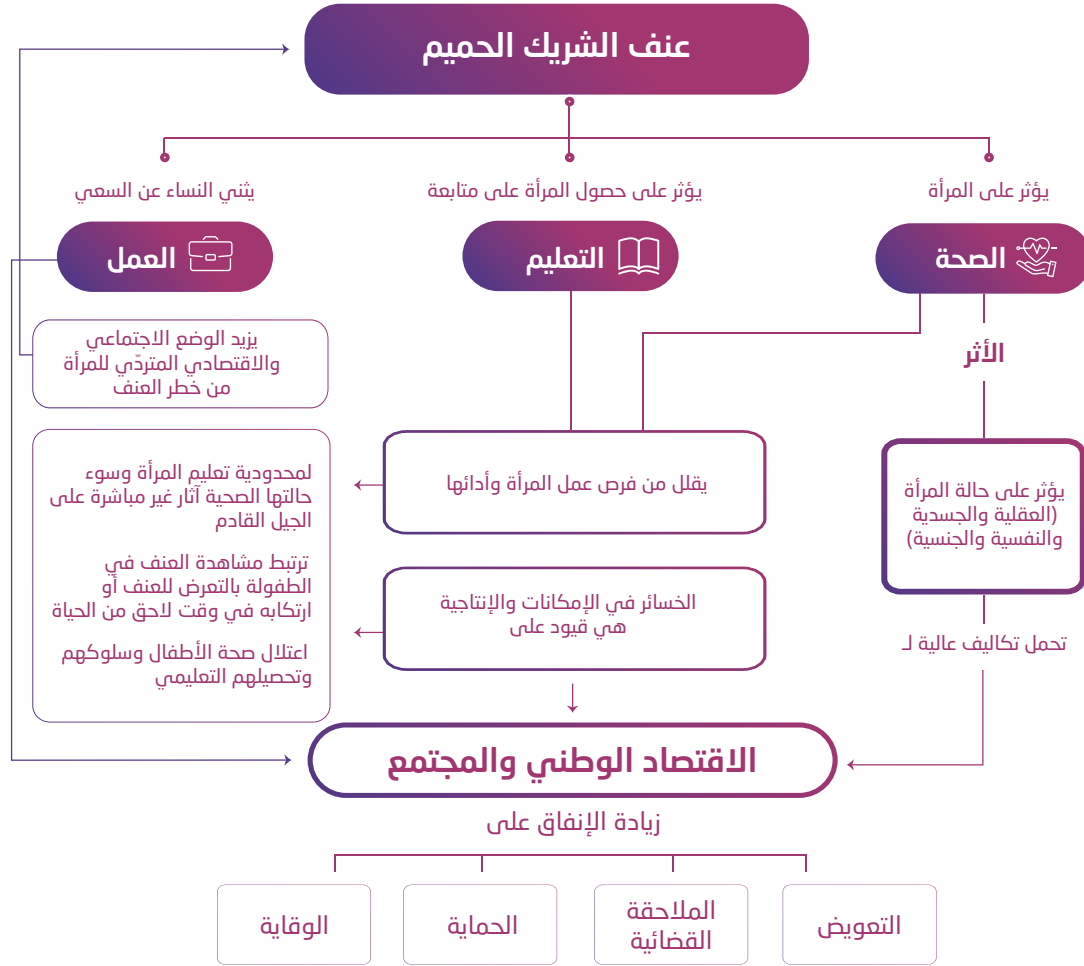 عنف الشريك الحميم
يؤثر على المرأة
يؤثر على حصول المرأة على متابعة
يثني النساء عن السعي
الصحة
التعليم
العمل
الأثر
يزيد الوضع الاجتماعي
والاقتصادي المتردّي للمرأة
من خطر العنف
يؤثر على حالة المرأة
(العقلية والجسدية
والنفسية والجنسية)
يقلل من فرص عمل المرأة وأدائها
لمحدودية تعليم المرأة وسوء
حالتها الصحية آثار غير مباشرة على
الجيل القادم
ترتبط مشاهدة العنف في
الطفولة بالتعرض للعنف أو
ارتكابه في وقت لاحق من الحياة
اعتلال صحة الأطفال وسلوكهم
وتحصيلهم التعليمي
الخسائر في الإمكانات والإنتاجية
هي قيود على
تحمل تكاليف عالية لـ
الاقتصاد الوطني والمجتمع
زيادة الإنفاق على
التعويض
الملاحقة
القضائية
الحماية
الوقاية